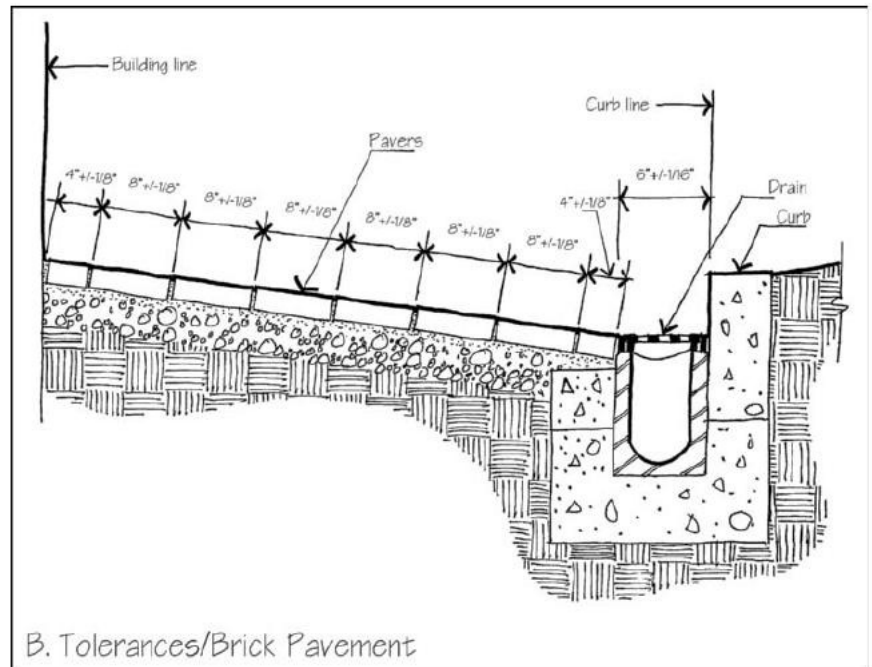 Building line
Curb line
Pavers
4"+/-1/8"
8"+/-1/8"
8"+/-1/8"
8"+/-1/8"
8"+/-1/8"
8"+/-1/8"
8"+/-1/8"
4"+/-1/8"
6"+/-1/16"
Drain
Curb
B. Tolerances/Brick Pavement